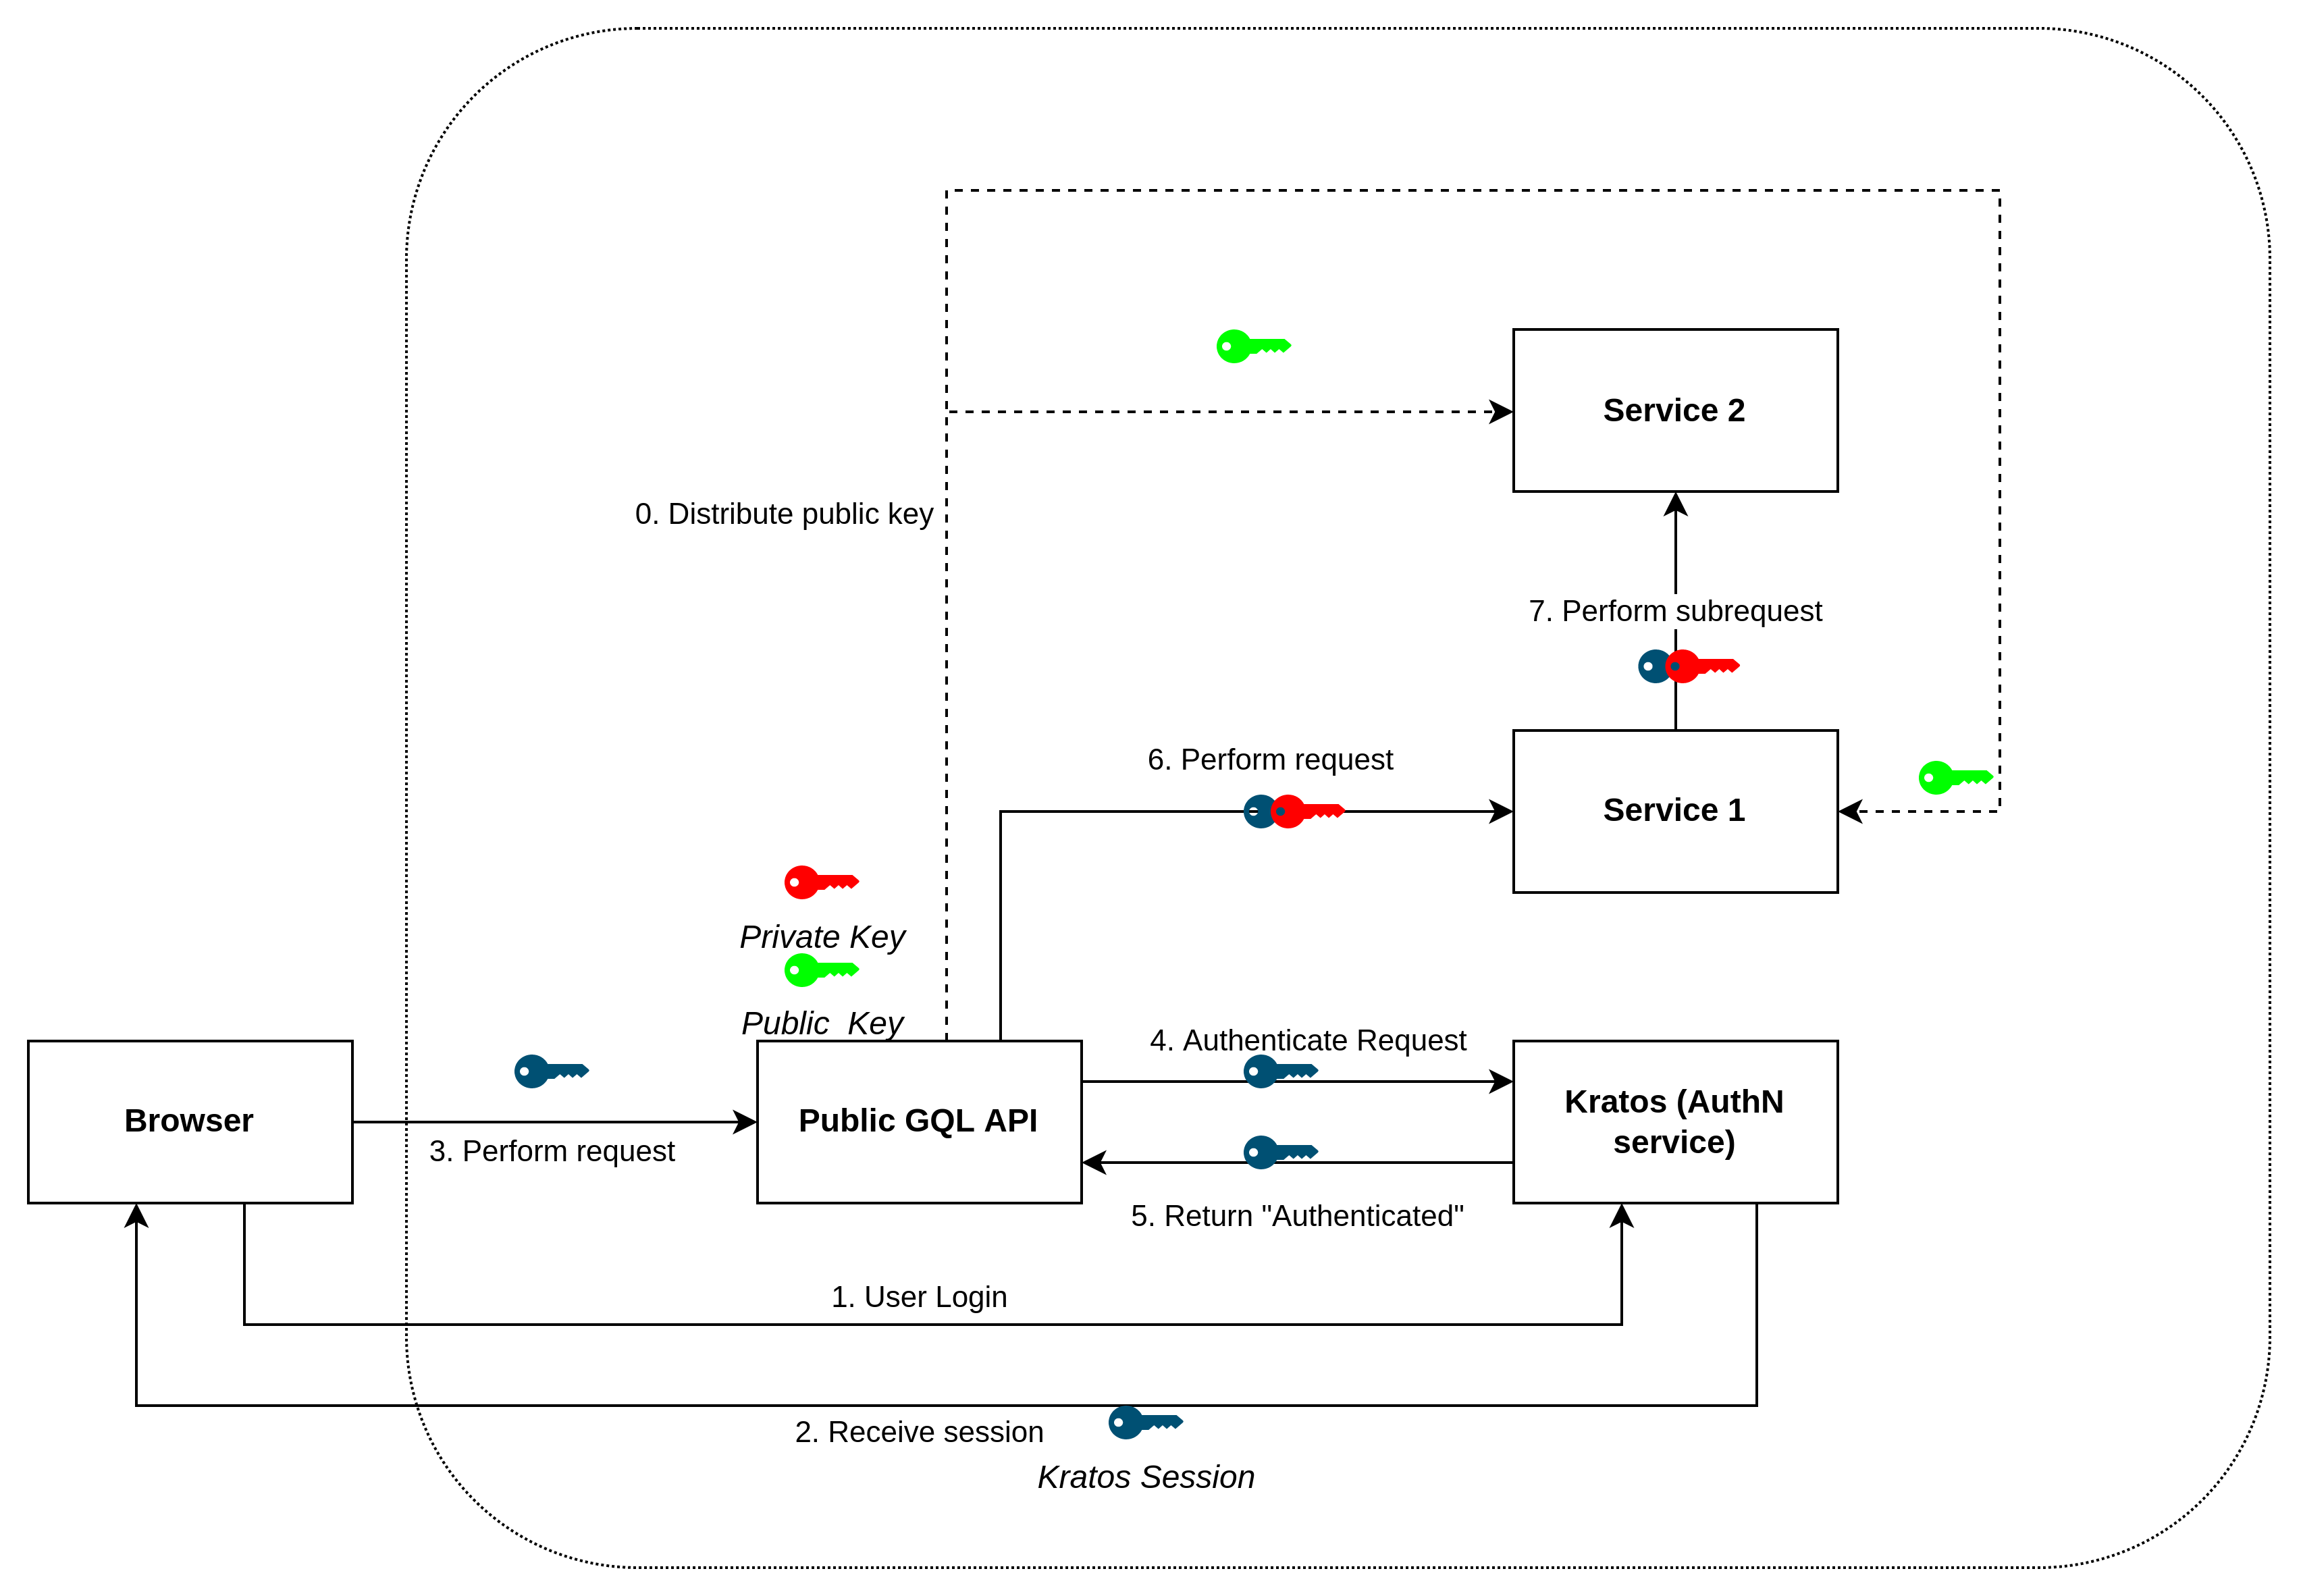 Service 2
0. Distribute public key
7. Perform subrequest
6. Perform request
Service 1
Private Key
Public  Key
4. Authenticate Request
Browser
Public GQL API
Kratos (AuthN
service)
3. Perform request
5. Return "Authenticated"
1. User Login
2. Receive session
Kratos Session